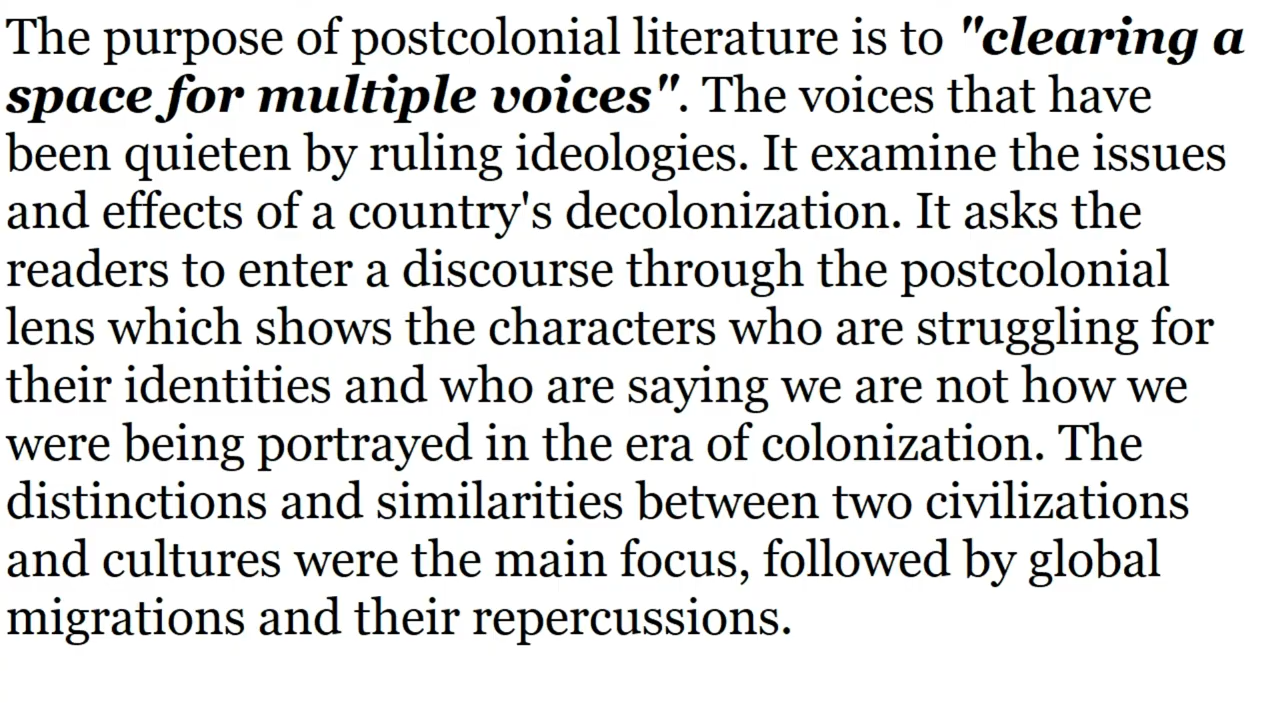 The purpose of postcolonial literature is to "clearing a
space for multiple voices". The voices that have
been quieten by ruling ideologies. It examine the issues
and effects of a country's decolonization. It asks the
readers to enter a discourse through the postcolonial
lens which shows the characters who are struggling for
their identities and who are saying we are not how we
were being portrayed in the era of colonization. The
distinctions and similarities between two civilizations
and cultures were the main focus, followed by global
migrations and their repercussions.